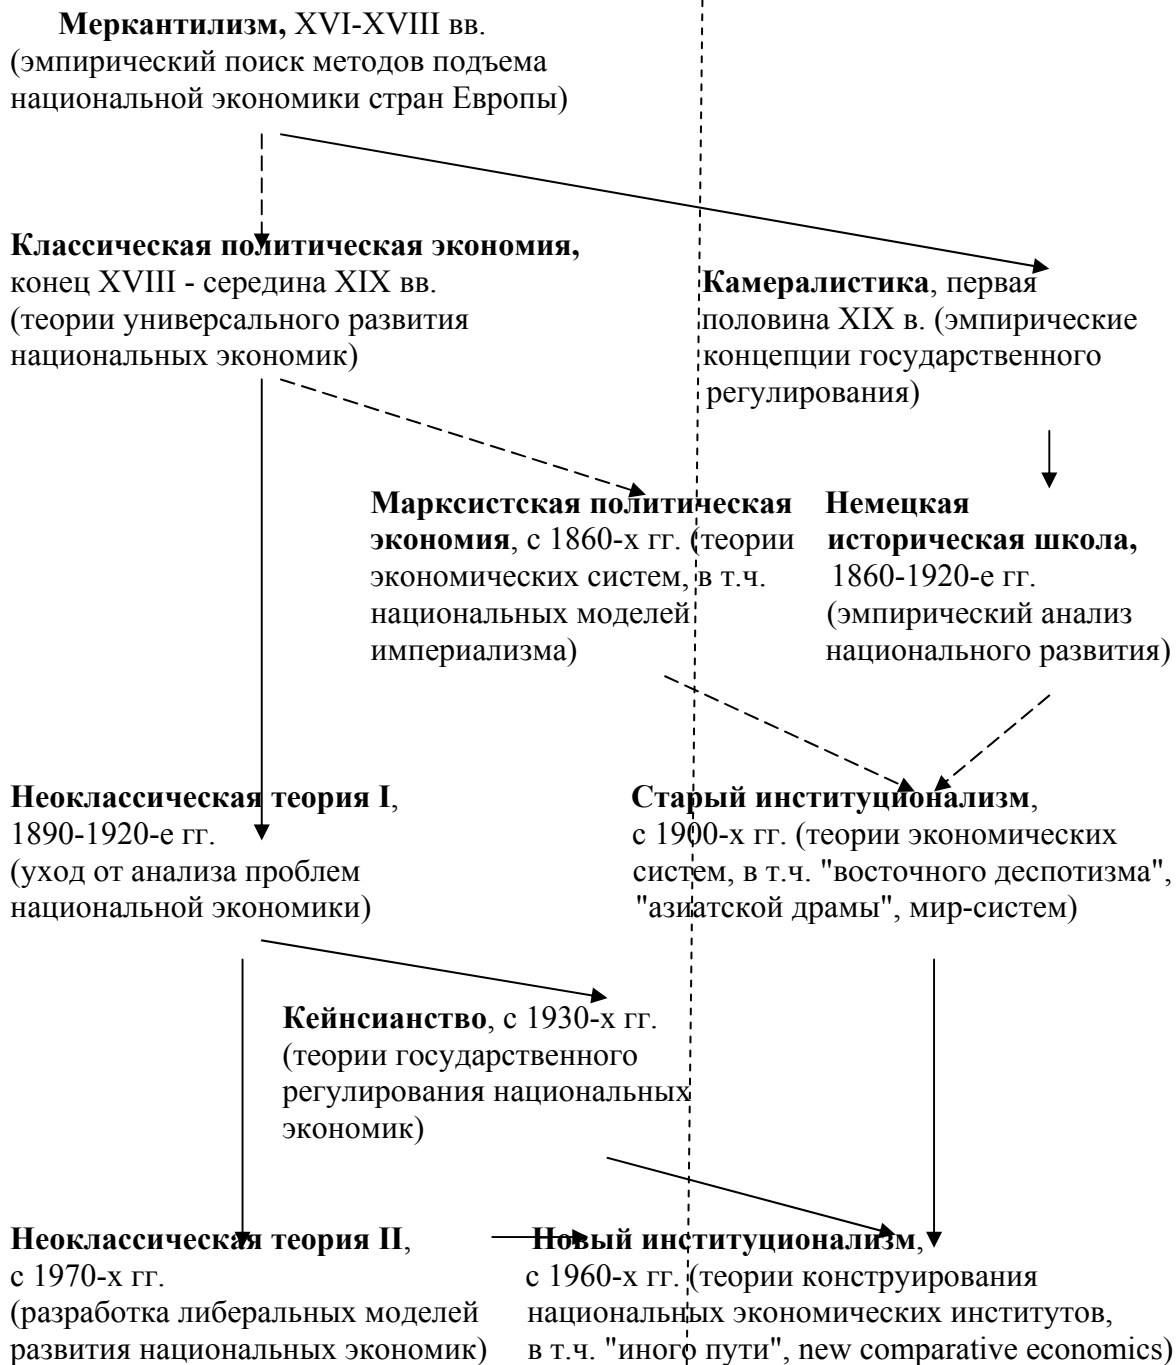 Меркантилизм, XVI-XVIII вв.
(эмпирический поиск методов подъема
национальной экономики стран Европы)
Классическая политическая экономия,
конец XVIII - середина XIX вв.
(теории универсального развития
национальных экономик)
Камералистика, первая
половина XIX в. (эмпирические
концепции государственного
регулирования)
Марксистская политическая
экономия, с 1860-х гг. (теории
экономических систем, в т.ч.
национальных моделей
империализма)
Немецкая
историческая школа,
1860-1920-е гг.
(эмпирический анализ
национального развития)
Неоклассическая теория I,
1890-1920-е гг.
(уход от анализа проблем
национальной экономики)
Старый институционализм,
с 1900-х гг. (теории экономических
систем, в т.ч. "восточного деспотизма",
"азиатской драмы", мир-систем)
Кейнсианство, с 1930-х гг.
(теории государственного
регулирования национальных
экономик)
Неоклассическая теория II,
с 1970-х гг.
(разработка либеральных моделей
развития национальных экономик)
Новый институционализм,
с 1960-х гг. (теории конструирования
национальных экономических институтов,
в т.ч. "иного пути", new comparative economics)